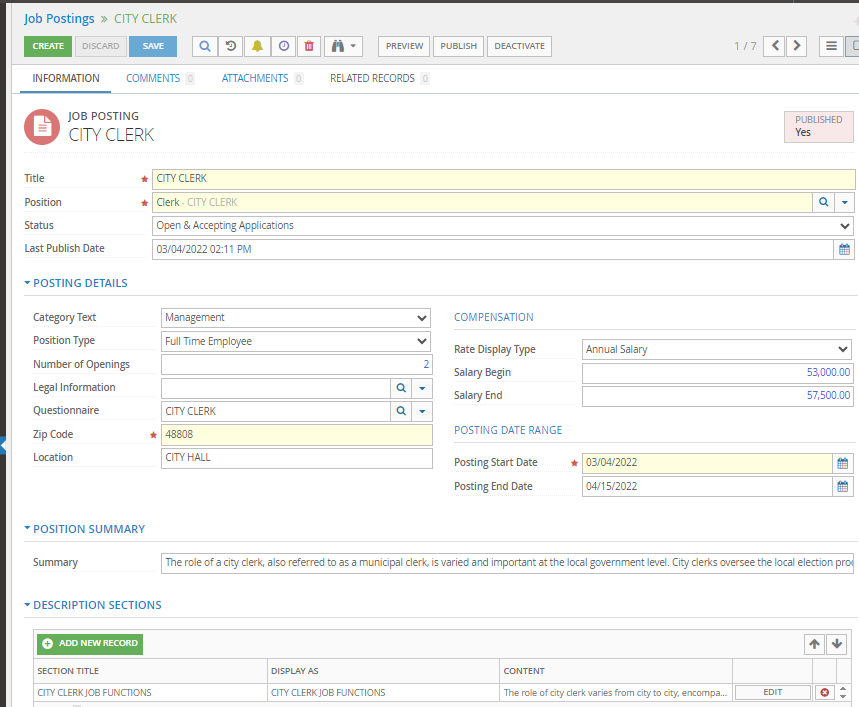 Job Postings » CITY CLERK
CREATE DISCARD SAVE PREVIEW PUBLISH DEACTIVATE 1 / 7
INFORMATION COMMENTS 0 ATTACHMENTS 0 RELATED RECORDS 0
JOB POSTING
CITY CLERK
PUBLISHED
Yes
Title ★ CITY CLERK
Position ★ Clerk - CITY CLERK
Status Open & Accepting Applications
Last Publish Date 03/04/2022 02:11 PM
POSTING DETAILS
Category Text Management
Position Type Full Time Employee
Number of Openings 2
Legal Information
Questionnaire CITY CLERK
Zip Code ★ 48808
Location CITY HALL
COMPENSATION
Rate Display Type Annual Salary
Salary Begin 53,000.00
Salary End 57,500.00
POSTING DATE RANGE
Posting Start Date ★ 03/04/2022
Posting End Date 04/15/2022
POSITION SUMMARY
Summary The role of a city clerk, also referred to as a municipal clerk, is varied and important at the local government level. City clerks oversee the local election proc
DESCRIPTION SECTIONS
ADD NEW RECORD
SECTION TITLE DISPLAY AS CONTENT
CITY CLERK JOB FUNCTIONS CITY CLERK JOB FUNCTIONS The role of city clerk varies from city to city, encompa... EDIT